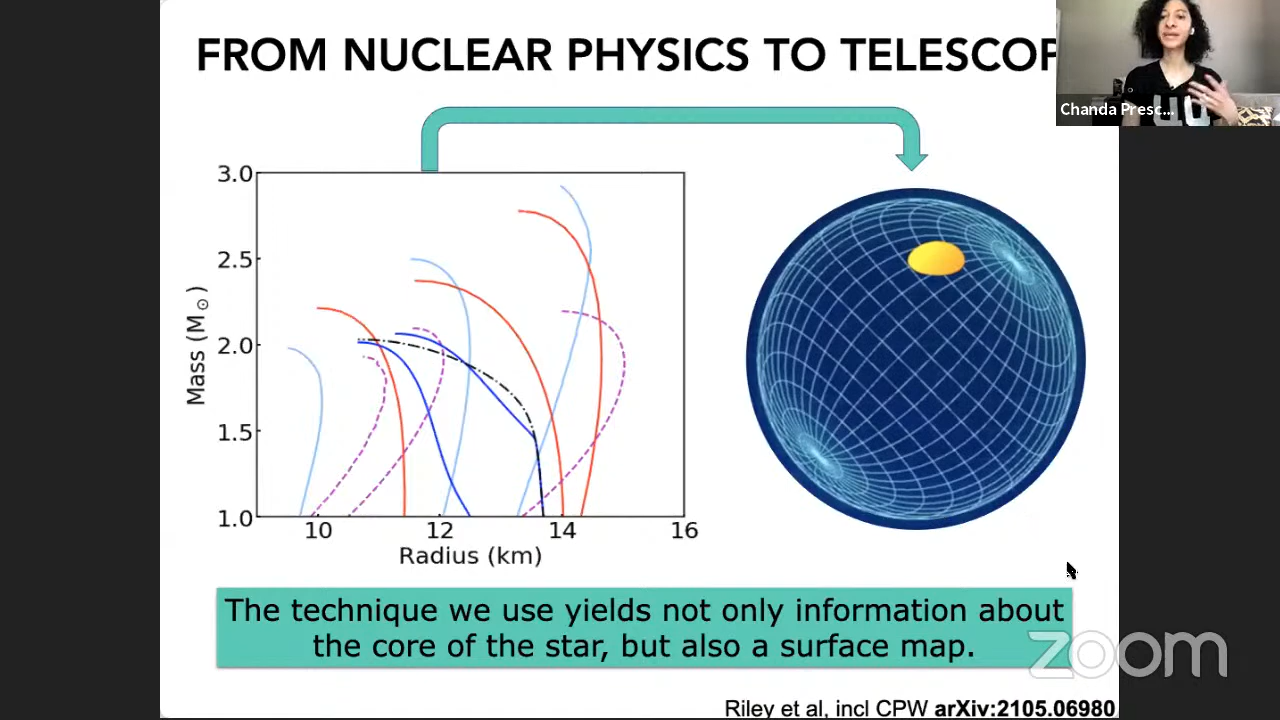 FROM NUCLEAR PHYSICS TO TELESCOP
Chanda Presc...
3.0
2.5
2.0
1.5
1.0
Mass (M☉)
10 12 14 16
Radius (km)
The technique we use yields not only information about
the core of the star, but also a surface map.
zoom
Riley et al, incl CPW arXiv:2105.06980